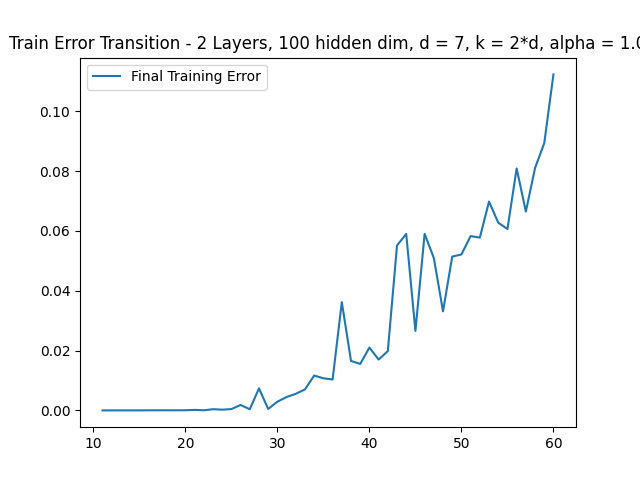 Train Error Transition - 2 Layers, 100 hidden dim, d = 7, k = 2*d, alpha = 1.0
Final Training Error
0.10
0.08
0.06
0.04
0.02
0.00
10 20 30 40 50 60